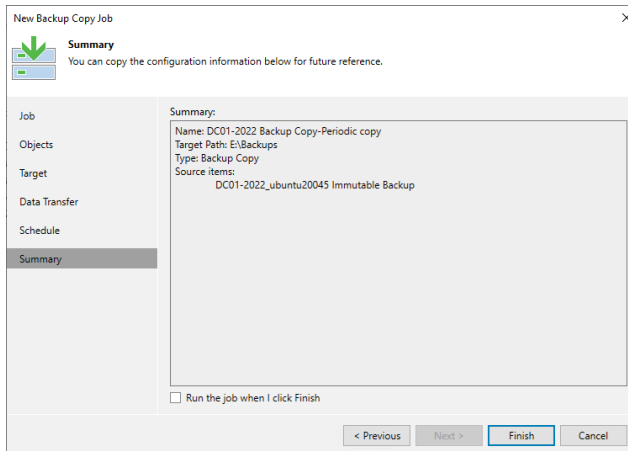 New Backup Copy Job
Summary
You can copy the configuration information below for future reference.
Job
Objects
Target
Data Transfer
Schedule
Summary
Summary:
Name: DC01-2022 Backup Copy-Periodic copy
Target Path: E:\Backups
Type: Backup Copy
Source items:
DC01-2022_ubuntu20045 Immutable Backup
Run the job when I click Finish
< Previous
Next >
Finish
Cancel